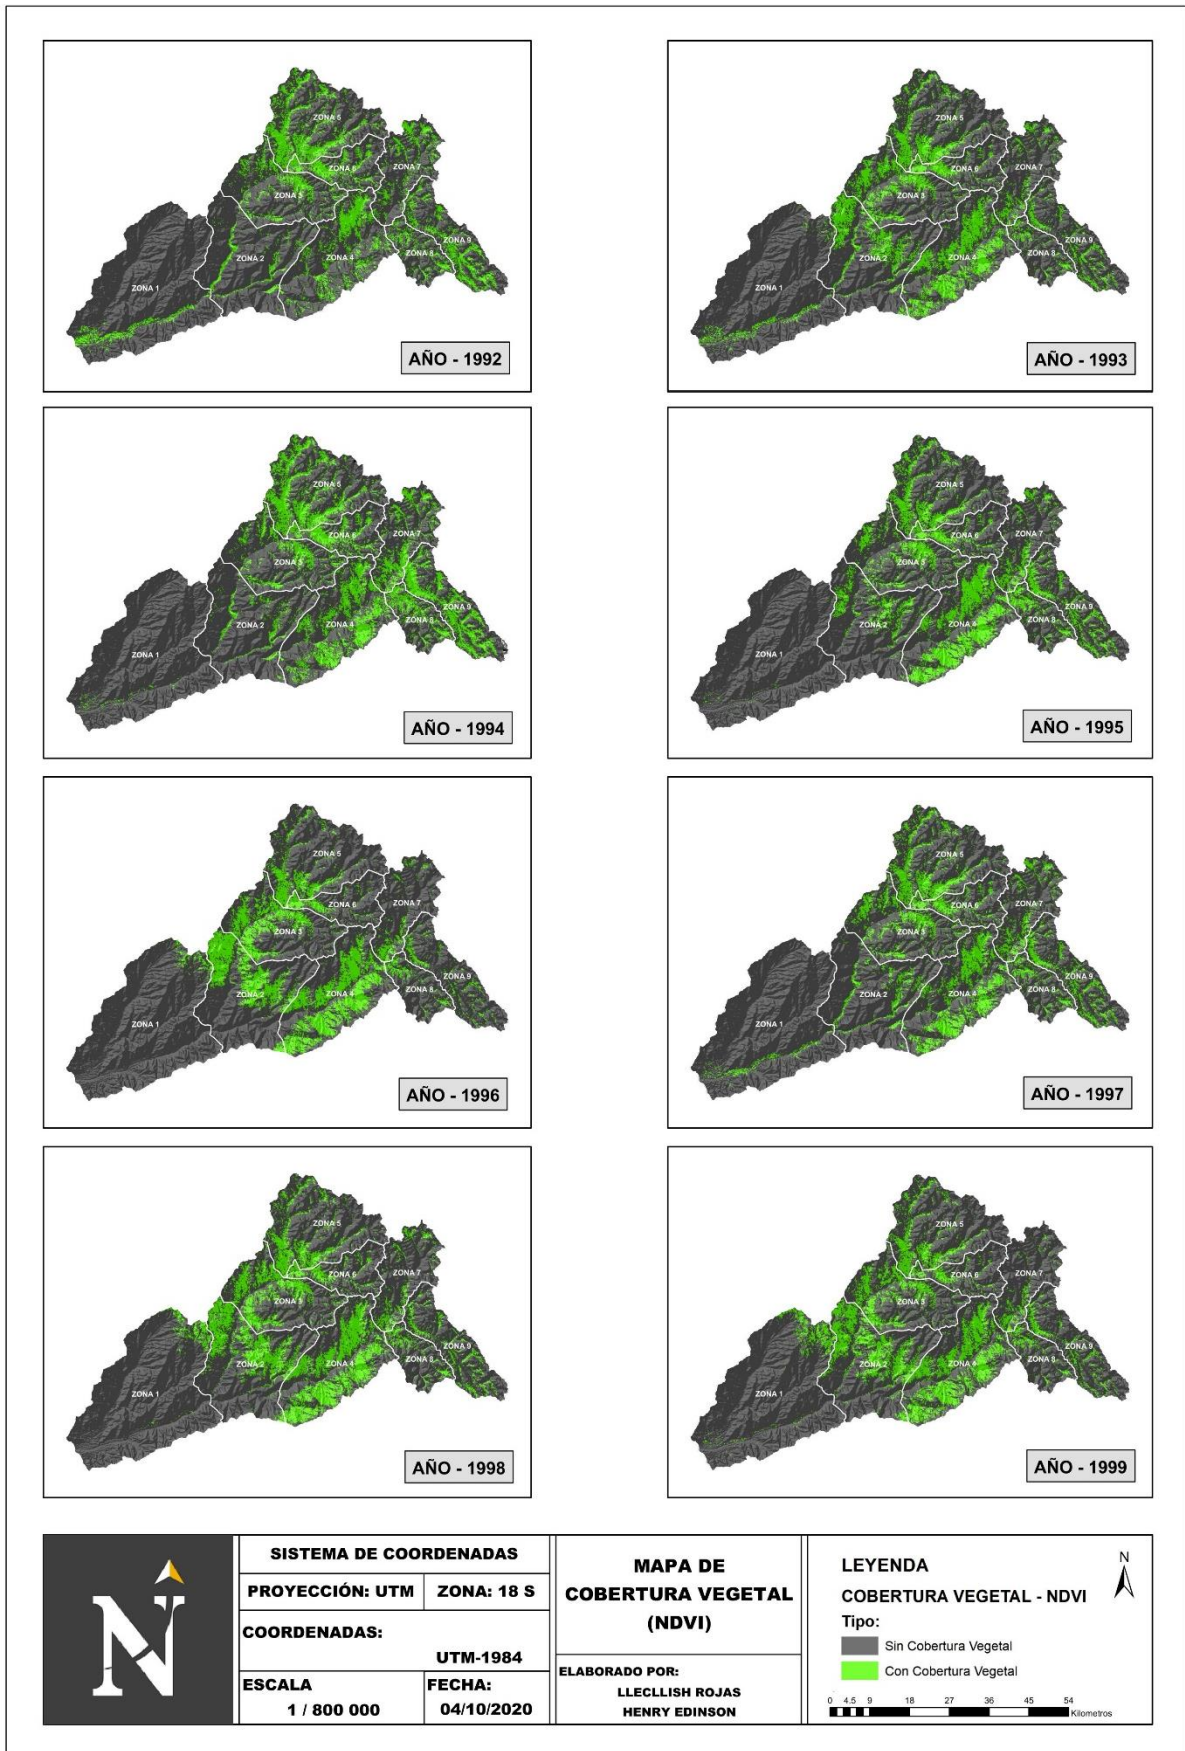 ZONA 5
ZONA 6
ZONA 7
ZONA 3
ZONA 9
ZONA 8
ZONA 4
ZONA 2
ZONA 1
AÑO - 1992
ZONA 5
ZONA 6
ZONA 7
ZONA 3
ZONA 9
ZONA 8
ZONA 4
ZONA 2
ZONA 1
AÑO - 1993
ZONA 5
ZONA 6
ZONA 7
ZONA 3
ZONA 9
ZONA 8
ZONA 4
ZONA 2
ZONA 1
AÑO - 1994
ZONA 5
ZONA 6
ZONA 7
ZONA 3
ZONA 9
ZONA 8
ZONA 4
ZONA 2
ZONA 1
AÑO - 1995
ZONA 5
ZONA 6
ZONA 7
ZONA 3
ZONA 9
ZONA 8
ZONA 4
ZONA 2
ZONA 1
AÑO - 1996
ZONA 5
ZONA 6
ZONA 7
ZONA 3
ZONA 9
ZONA 8
ZONA 4
ZONA 2
ZONA 1
AÑO - 1997
ZONA 5
ZONA 6
ZONA 7
ZONA 3
ZONA 9
ZONA 8
ZONA 4
ZONA 2
ZONA 1
AÑO - 1998
ZONA 5
ZONA 6
ZONA 7
ZONA 3
ZONA 9
ZONA 8
ZONA 4
ZONA 2
ZONA 1
AÑO - 1999
N
SISTEMA DE COORDENADAS
PROYECCIÓN: UTM ZONA: 18 S
COORDENADAS:
UTM-1984
ESCALA
1 / 800 000
FECHA:
04/10/2020
MAPA DE
COBERTURA VEGETAL
(NDVI)
ELABORADO POR:
LLECLLISH ROJAS
HENRY EDINSON
LEYENDA
N
COBERTURA VEGETAL - NDVI
Tipo:
Sin Cobertura Vegetal
Con Cobertura Vegetal
0 4.5 9 18 27 36 45 54
Kilometros